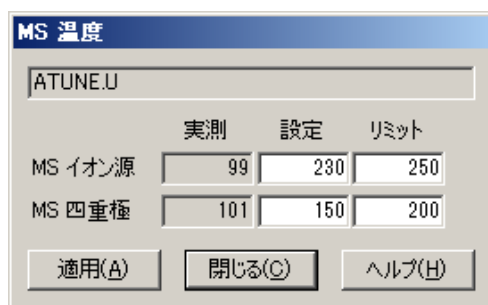 MS 温度
ATUNE.U
実測 設定 リミット
MS イオン源 99 230 250
MS 四重極 101 150 200
適用(A) 閉じる(C) ヘルプ(H)